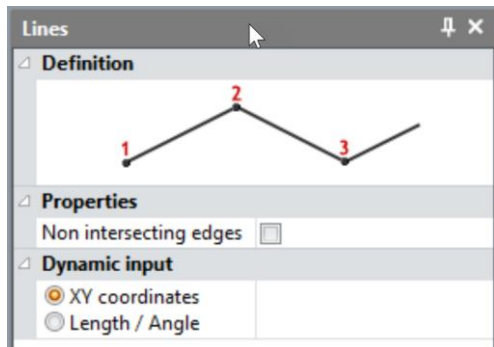 Lines
Definition
2
1
3
Properties
Non intersecting edges
Dynamic input
XY coordinates
Length / Angle